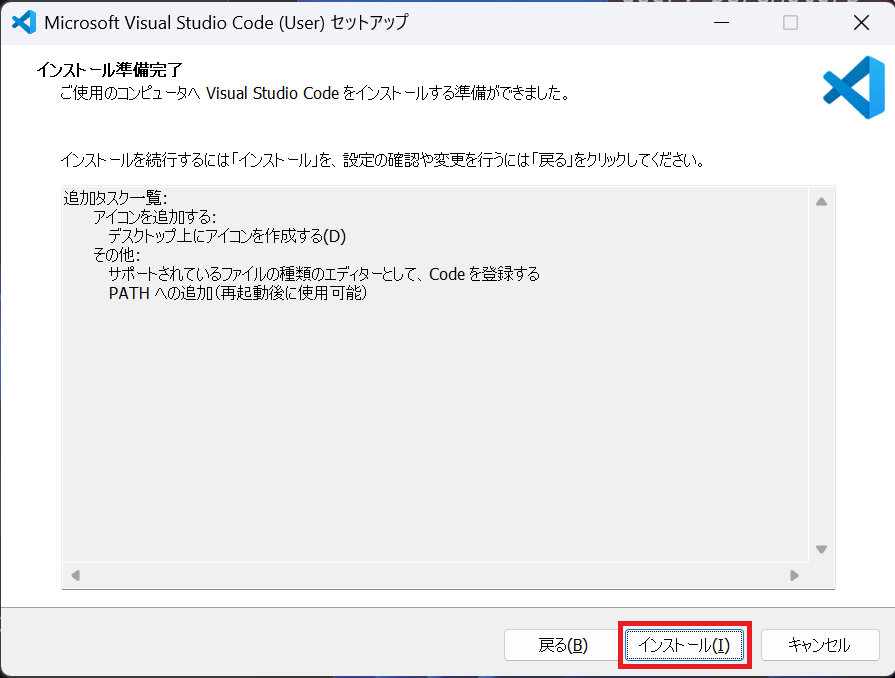 Microsoft Visual Studio Code (User) セットアップ
インストール準備完了
ご使用のコンピュータへ Visual Studio Code をインストールする準備ができました。
インストールを続行するには「インストール」を、設定の確認や変更を行うには「戻る」をクリックしてください。
追加タスク一覧:
アイコンを追加する:
デスクトップ上にアイコンを作成する(D)
その他:
サポートされているファイルの種類のエディターとして、Code を登録する
PATH への追加（再起動後に使用可能）
戻る(B)
インストール(I)
キャンセル